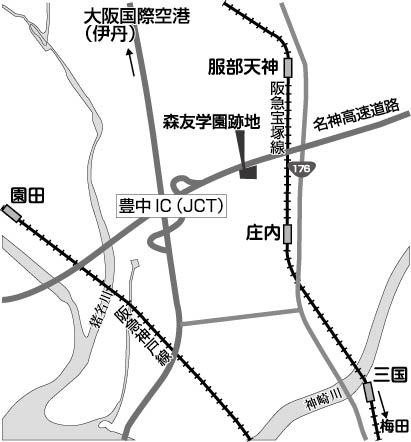 大阪国際空港
(伊丹)
服部天神
阪急宝塚線
名神高速道路
森友学園跡地
176
園田
豊中IC(JCT)
庄内
猪名川
阪急神戸線
三国
神崎川
梅田